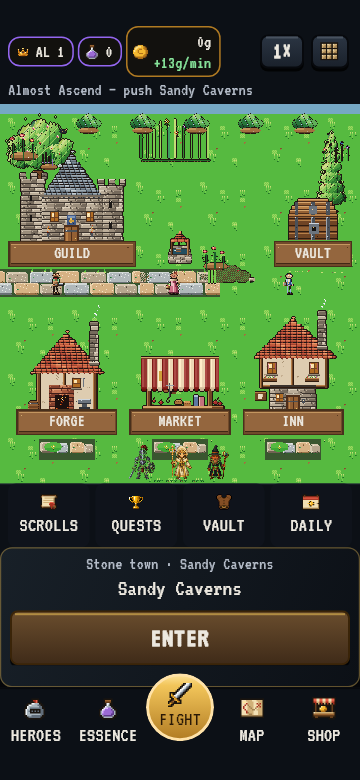 AL 1
0
0g
+13g/min
1X
Almost Ascend – push Sandy Caverns
GUILD
VAULT
FORGE
MARKET
INN
SCROLLS
QUESTS
VAULT
DAILY
Stone town · Sandy Caverns
Sandy Caverns
ENTER
HEROES
ESSENCE
FIGHT
MAP
SHOP